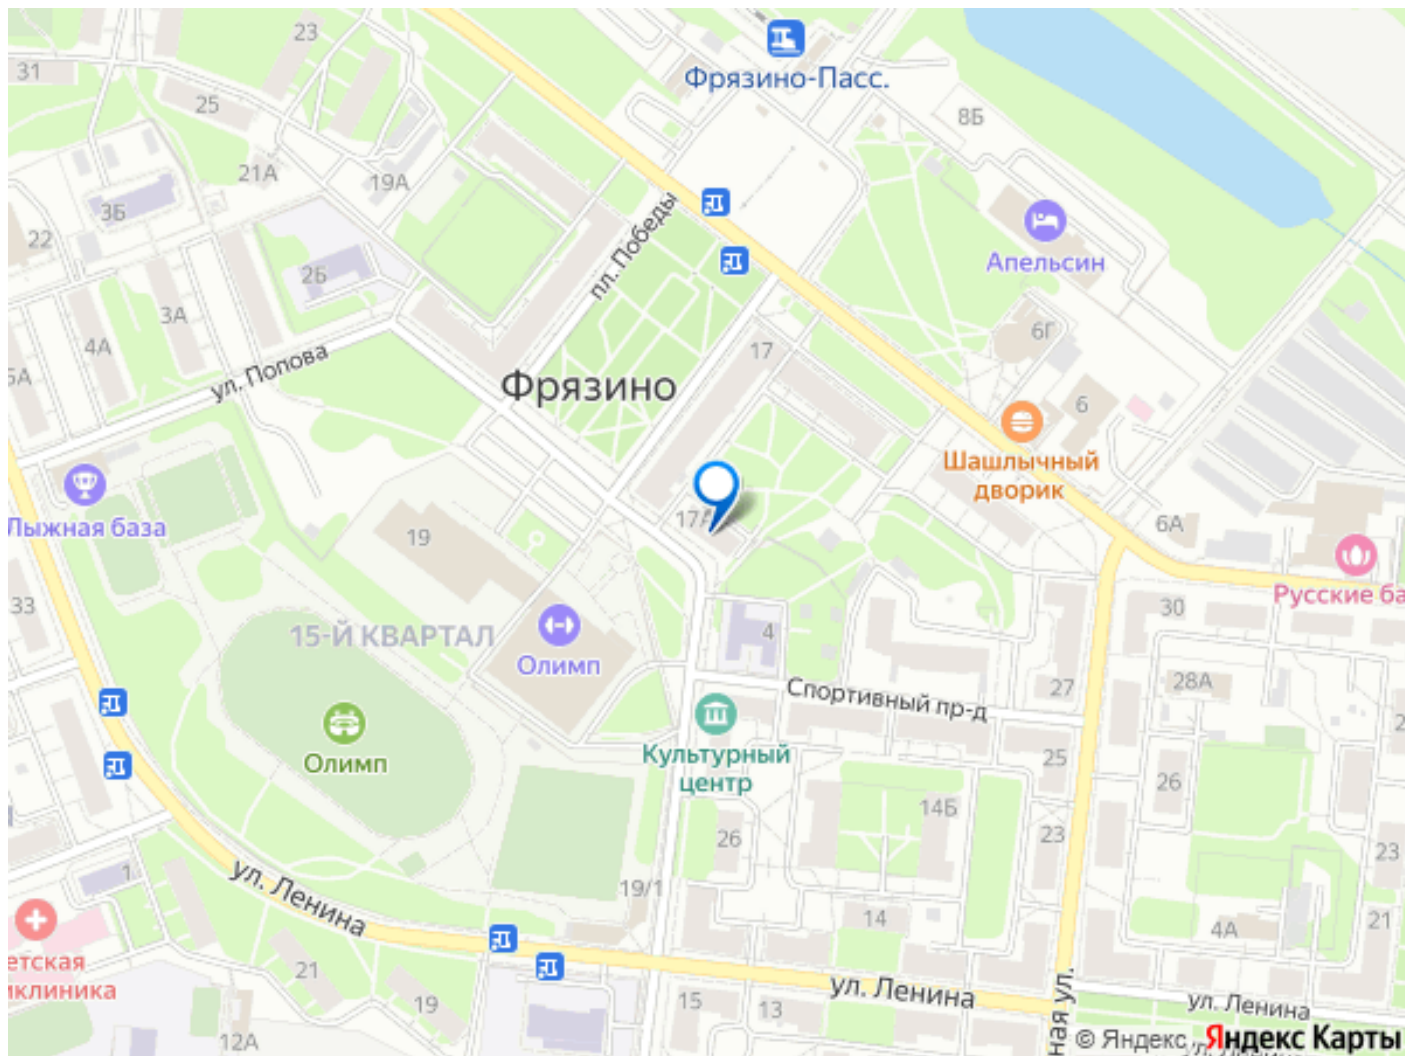 23
31
Фрязино-Пасс.
25
8Б
21А
19А
3Б
пл. Победы
22
Апельсин
2Б
3А
6Г
4А
17
5А
ул. Попова
Фрязино
6
Шашлычный
дворик
Лыжная база
17А
6А
19
Русские ба
33
30
15-Й КВАРТАЛ
4
Олимп
28А
27
Спортивный пр-д
Олимп
Культурный
центр
25
26
14Б
26
23
23
1
ул. Ленина
19/1
14
21
4А
етская
иклиника
21
19
ул. Ленина
15
13
ул. Ленина
ная ул.
12А
© Яндекс
Яндекс Карты